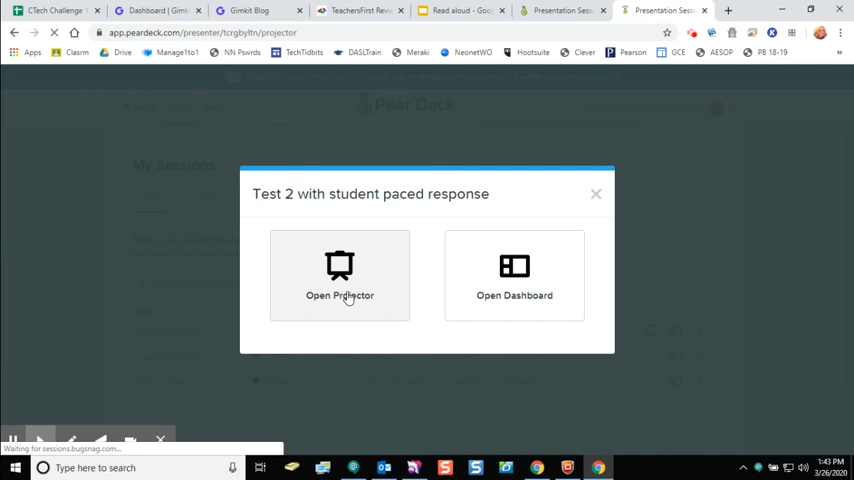 CTech Challenge 1
Dashboard | Gimk
Gimkit Blog
TeachersFirst Revi
Read aloud - Goo
Presentation Sess
Presentation Sess
app.peardeck.com/presenter/tcrgbyltn/projector
Apps
Clasrm
Drive
Manage1to1
NN Pswrds
TechTidbits
DA5LTrain
Meraki
NeonetWO
Hootsuite
Clever
Pearson
GCE
AESOP
PB 18-19
Pear Deck
My Sessions
Test 2 with student paced response
Open Projector
Open Dashboard
Waiting for sessions.bugsnag.com...
Type here to search
1:43 PM
3/26/2020